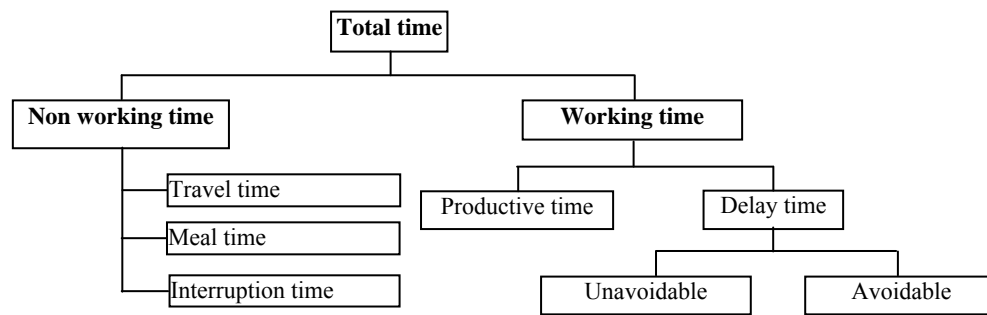 Total time
Non working time
Working time
Travel time
Meal time
Interruption time
Productive time
Delay time
Unavoidable
Avoidable